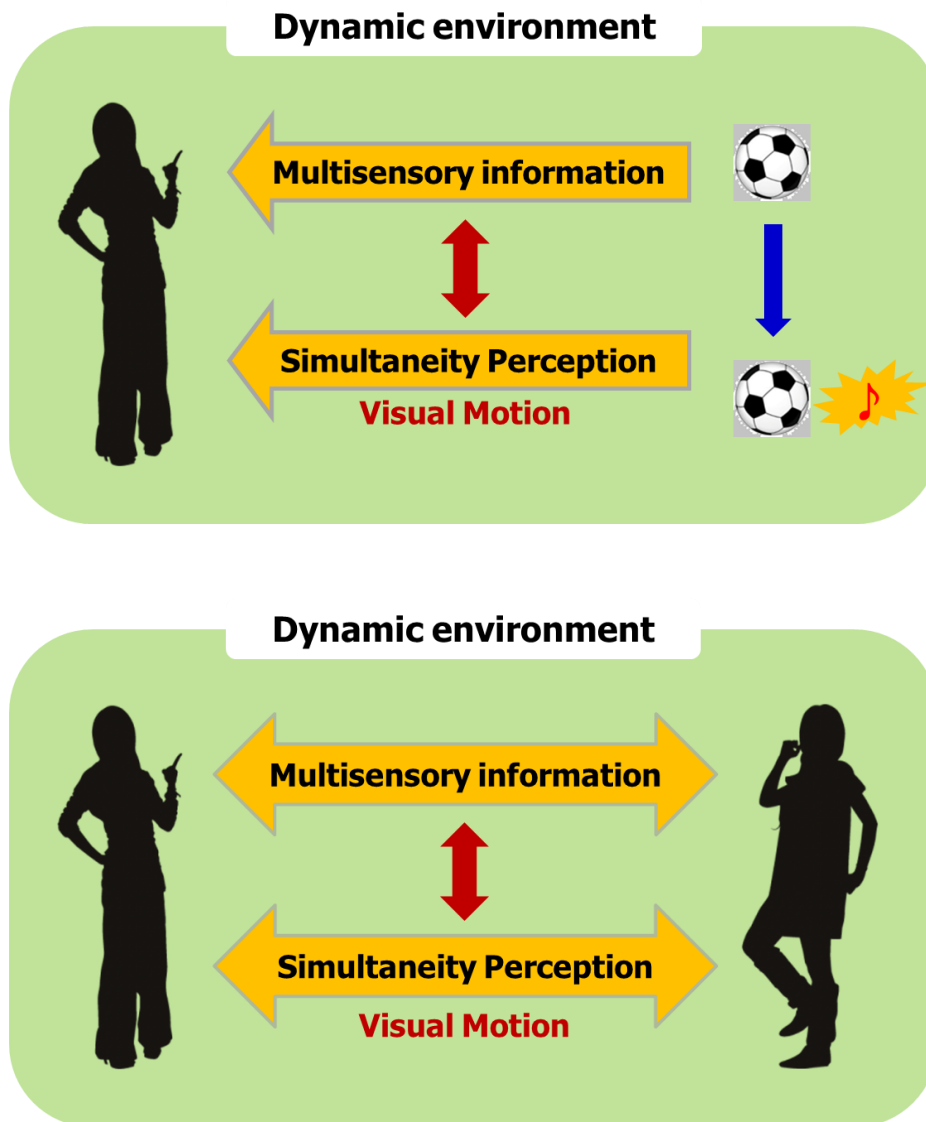 Dynamic environment
Multisensory information
Simultaneity Perception
Visual Motion
Dynamic environment
Multisensory information
Simultaneity Perception
Visual Motion